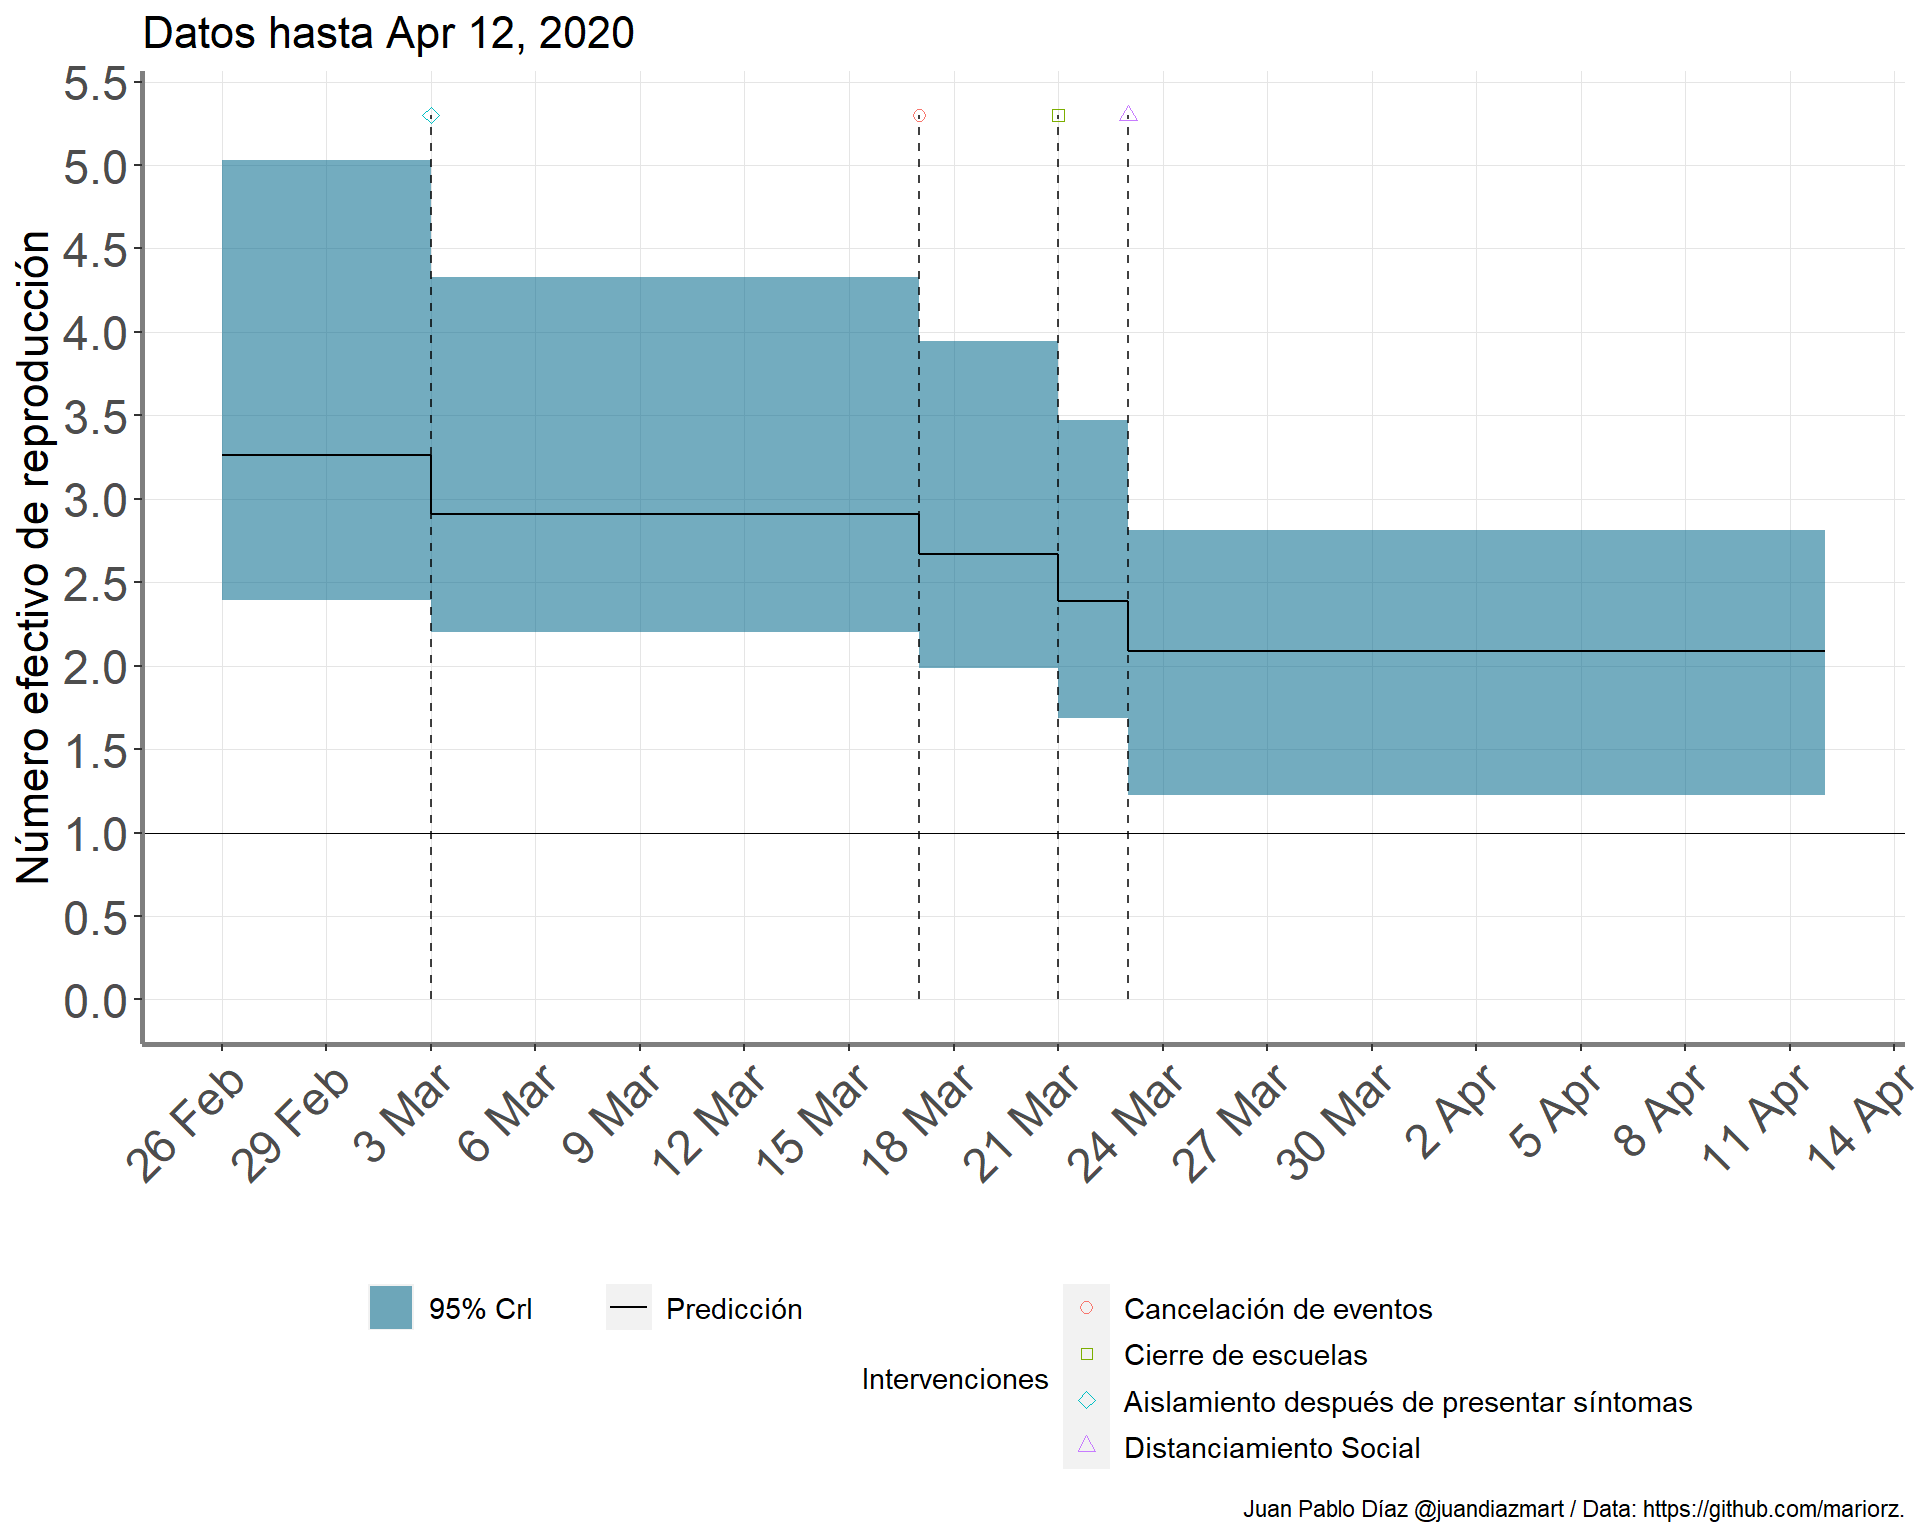 Datos hasta Apr 12, 2020
Número efectivo de reproducción
5.5
5.0
4.5
4.0
3.5
3.0
2.5
2.0
1.5
1.0
0.5
0.0
26 Feb
29 Feb
3 Mar
6 Mar
9 Mar
12 Mar
15 Mar
18 Mar
21 Mar
24 Mar
27 Mar
30 Mar
2 Apr
5 Apr
8 Apr
11 Apr
14 Apr
95% CrI
Predicción
Intervenciones
Cancelación de eventos
Cierre de escuelas
Aislamiento después de presentar síntomas
Distanciamiento Social
Juan Pablo Díaz @juandiazmart / Data: https://github.com/mariorz.